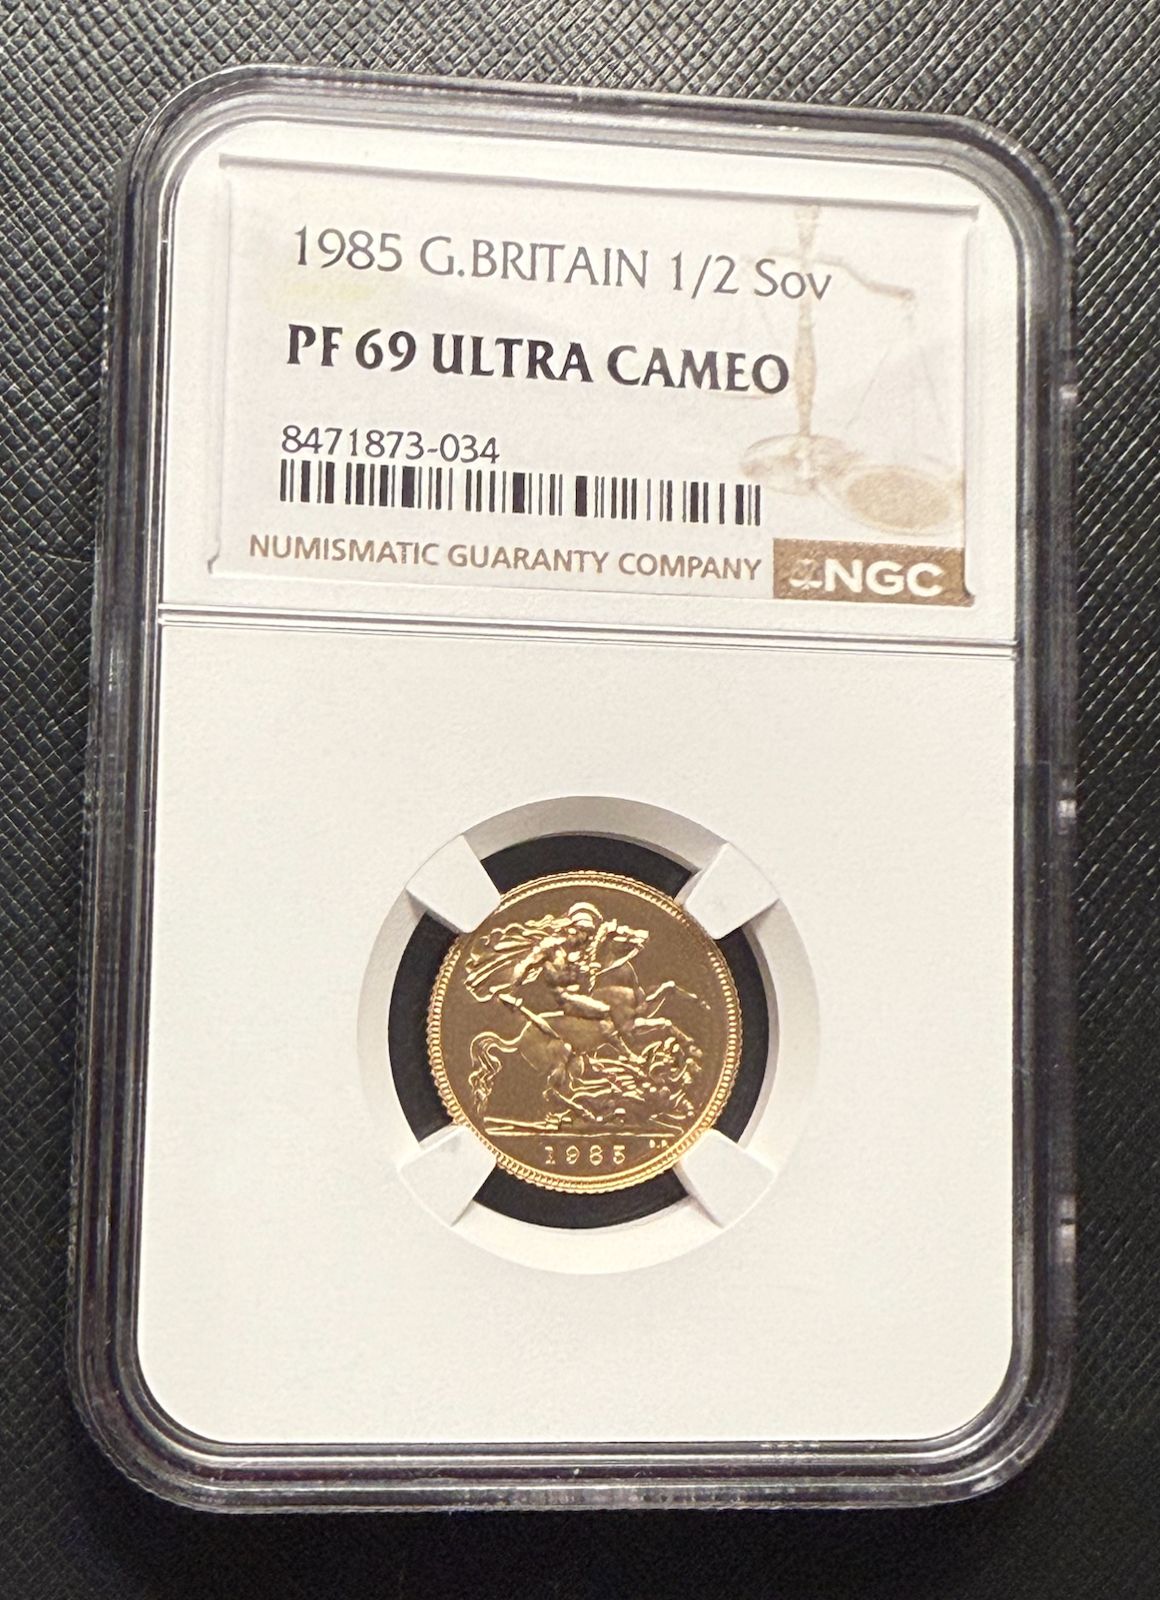 1985 G.BRITAIN 1/2 Sov
PF 69 ULTRA CAMEO
8471873-034
NUMISMATIC GUARANTY COMPANY NGC
1985